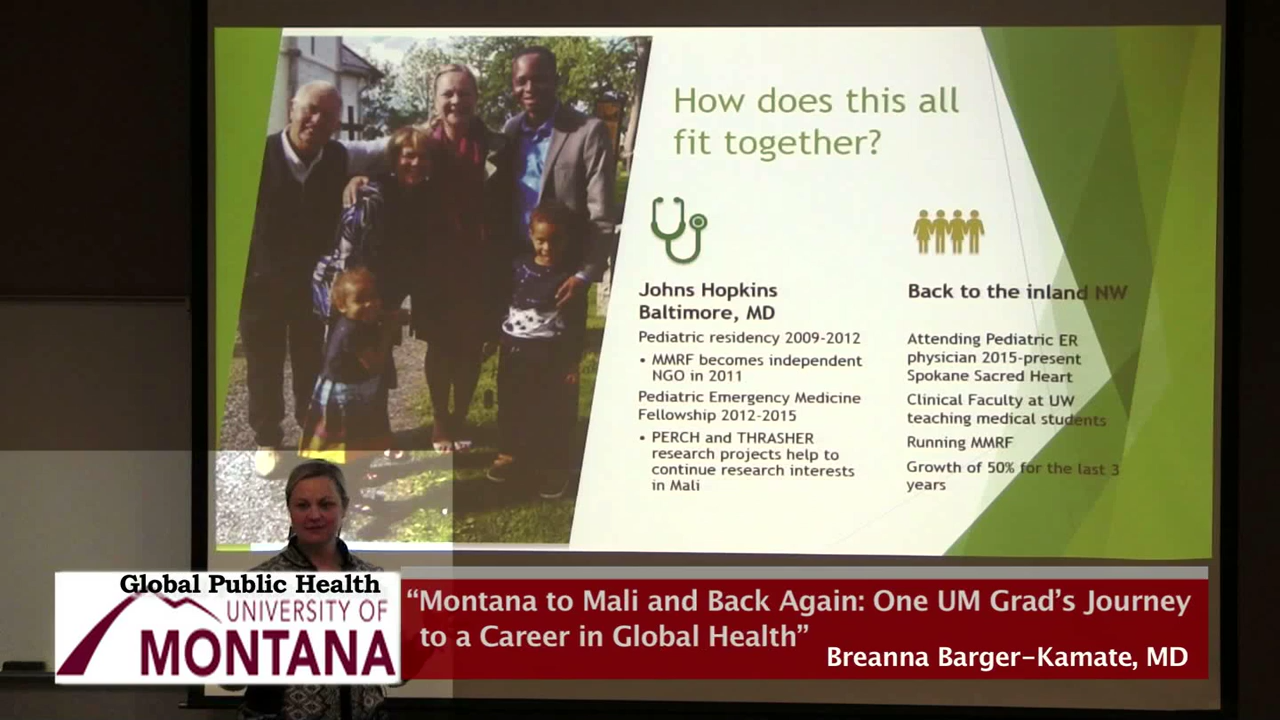 How does this all
fit together?
Johns Hopkins
Baltimore, MD
Pediatric residency 2009-2012
• MMRF becomes independent
NGO in 2011
Pediatric Emergency Medicine
Fellowship 2012-2015
• PERCH and THRASHER
research projects help to
continue research interests
in Mali
Back to the inland NW
Attending Pediatric ER
physician 2015-present
Spokane Sacred Heart
Clinical Faculty at UW
teaching medical students
Running MMRF
Growth of 50% for the last 3
years
Global Public Health
UNIVERSITY OF
MONTANA
“Montana to Mali and Back Again: One UM Grad’s Journey
to a Career in Global Health”
Breanna Barger-Kamate, MD